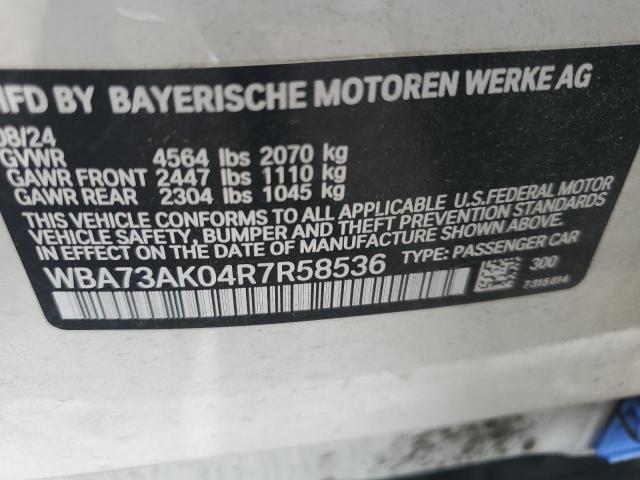 MFD BY BAYERISCHE MOTOREN WERKE AG
08/24
GVWR 4564 lbs 2070 kg
GAWR FRONT 2447 lbs 1110 kg
GAWR REAR 2304 lbs 1045 kg
THIS VEHICLE CONFORMS TO ALL APPLICABLE U.S.FEDERAL MOTOR
VEHICLE SAFETY, BUMPER AND THEFT PREVENTION STANDARDS
IN EFFECT ON THE DATE OF MANUFACTURE SHOWN ABOVE.
WBA73AK04R7R58536 TYPE: PASSENGER CAR
300
7315814